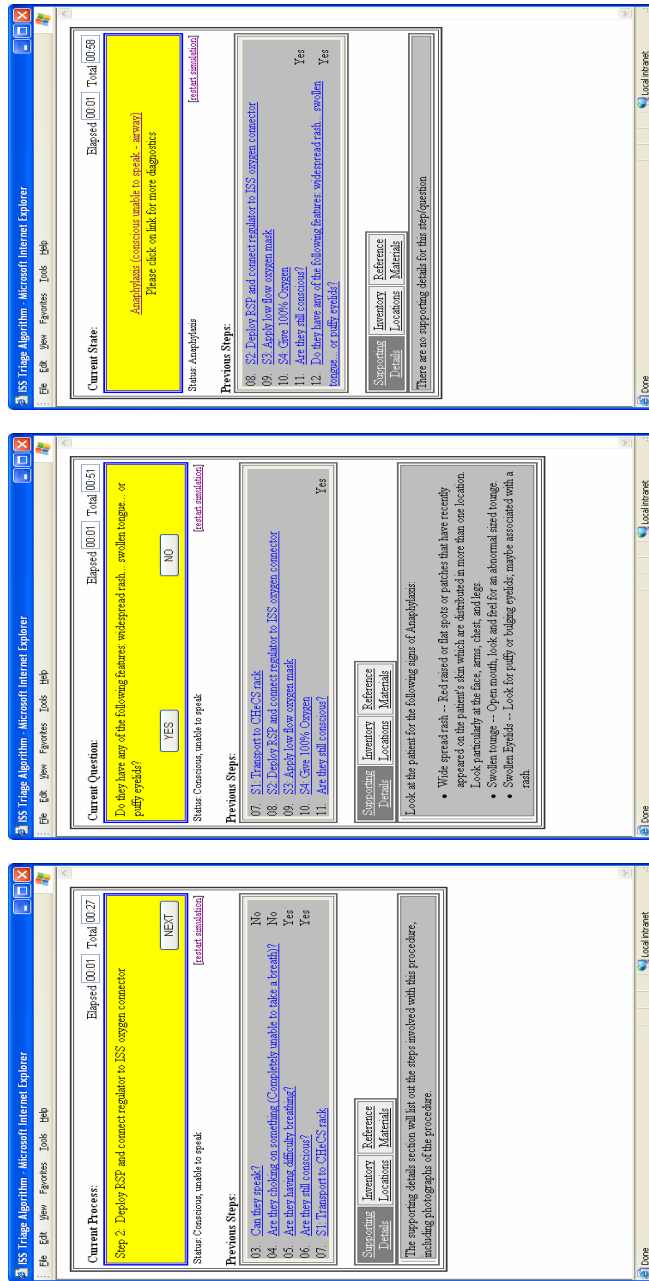 ISS Triage Algorithm - Microsoft Internet Explorer
File Edit View Favorites Tools Help
Current Process: Elapsed 00:01 Total 00:27
Step 2: Deploy RSP and connect regulator to ISS oxygen connector
NEXT
Status: Conscious, unable to speak [restart simulation]
Previous Steps:
03. Can they speak? No
04. Are they choking on something (Completely unable to take a breath)? No
05. Are they having difficulty breathing? Yes
06. Are they still conscious? Yes
07. S1: Transport to CHeCS rack
Supporting Details Inventory Locations Reference Materials
The supporting details section will list out the steps involved with this procedure,
including photographs of the procedure.
Done Local intranet
ISS Triage Algorithm - Microsoft Internet Explorer
File Edit View Favorites Tools Help
Current Question: Elapsed 00:01 Total 00:51
Do they have any of the following features: widespread rash... swollen tongue... or
puffy eyelids?
YES NO
Status: Conscious, unable to speak [restart simulation]
Previous Steps:
07. S1: Transport to CHeCS rack
08. S2: Deploy RSP and connect regulator to ISS oxygen connector
09. S3: Apply low flow oxygen mask
10. S4: Give 100% Oxygen
11. Are they still conscious? Yes
Supporting Details Inventory Locations Reference Materials
Look at the patient for the following signs of Anaphylaxis:
• Wide spread rash -- Red raised or flat spots or patches that have recently
appeared on the patient's skin which are distributed in more than one location.
Look particularly at the face, arms, chest, and legs.
• Swollen tounge -- Open mouth, look and feel for an abnormal sized tounge.
• Swollen Eyelids -- Look for puffy or bulging eyelids, maybe associated with a
rash.
Done Local intranet
ISS Triage Algorithm - Microsoft Internet Explorer
File Edit View Favorites Tools Help
Current State: Elapsed 00:01 Total 00:58
Anaphylaxis (conscious unable to speak - airway)
Please click on link for more diagnostics
Status: Anaphylaxis [restart simulation]
Previous Steps:
08. S2: Deploy RSP and connect regulator to ISS oxygen connector
09. S3: Apply low flow oxygen mask
10. S4: Give 100% Oxygen
11. Are they still conscious? Yes
12. Do they have any of the following features: widespread rash... swollen Yes
tongue... or puffy eyelids?
Supporting Details Inventory Locations Reference Materials
There are no supporting details for this step/question
Done Local intranet